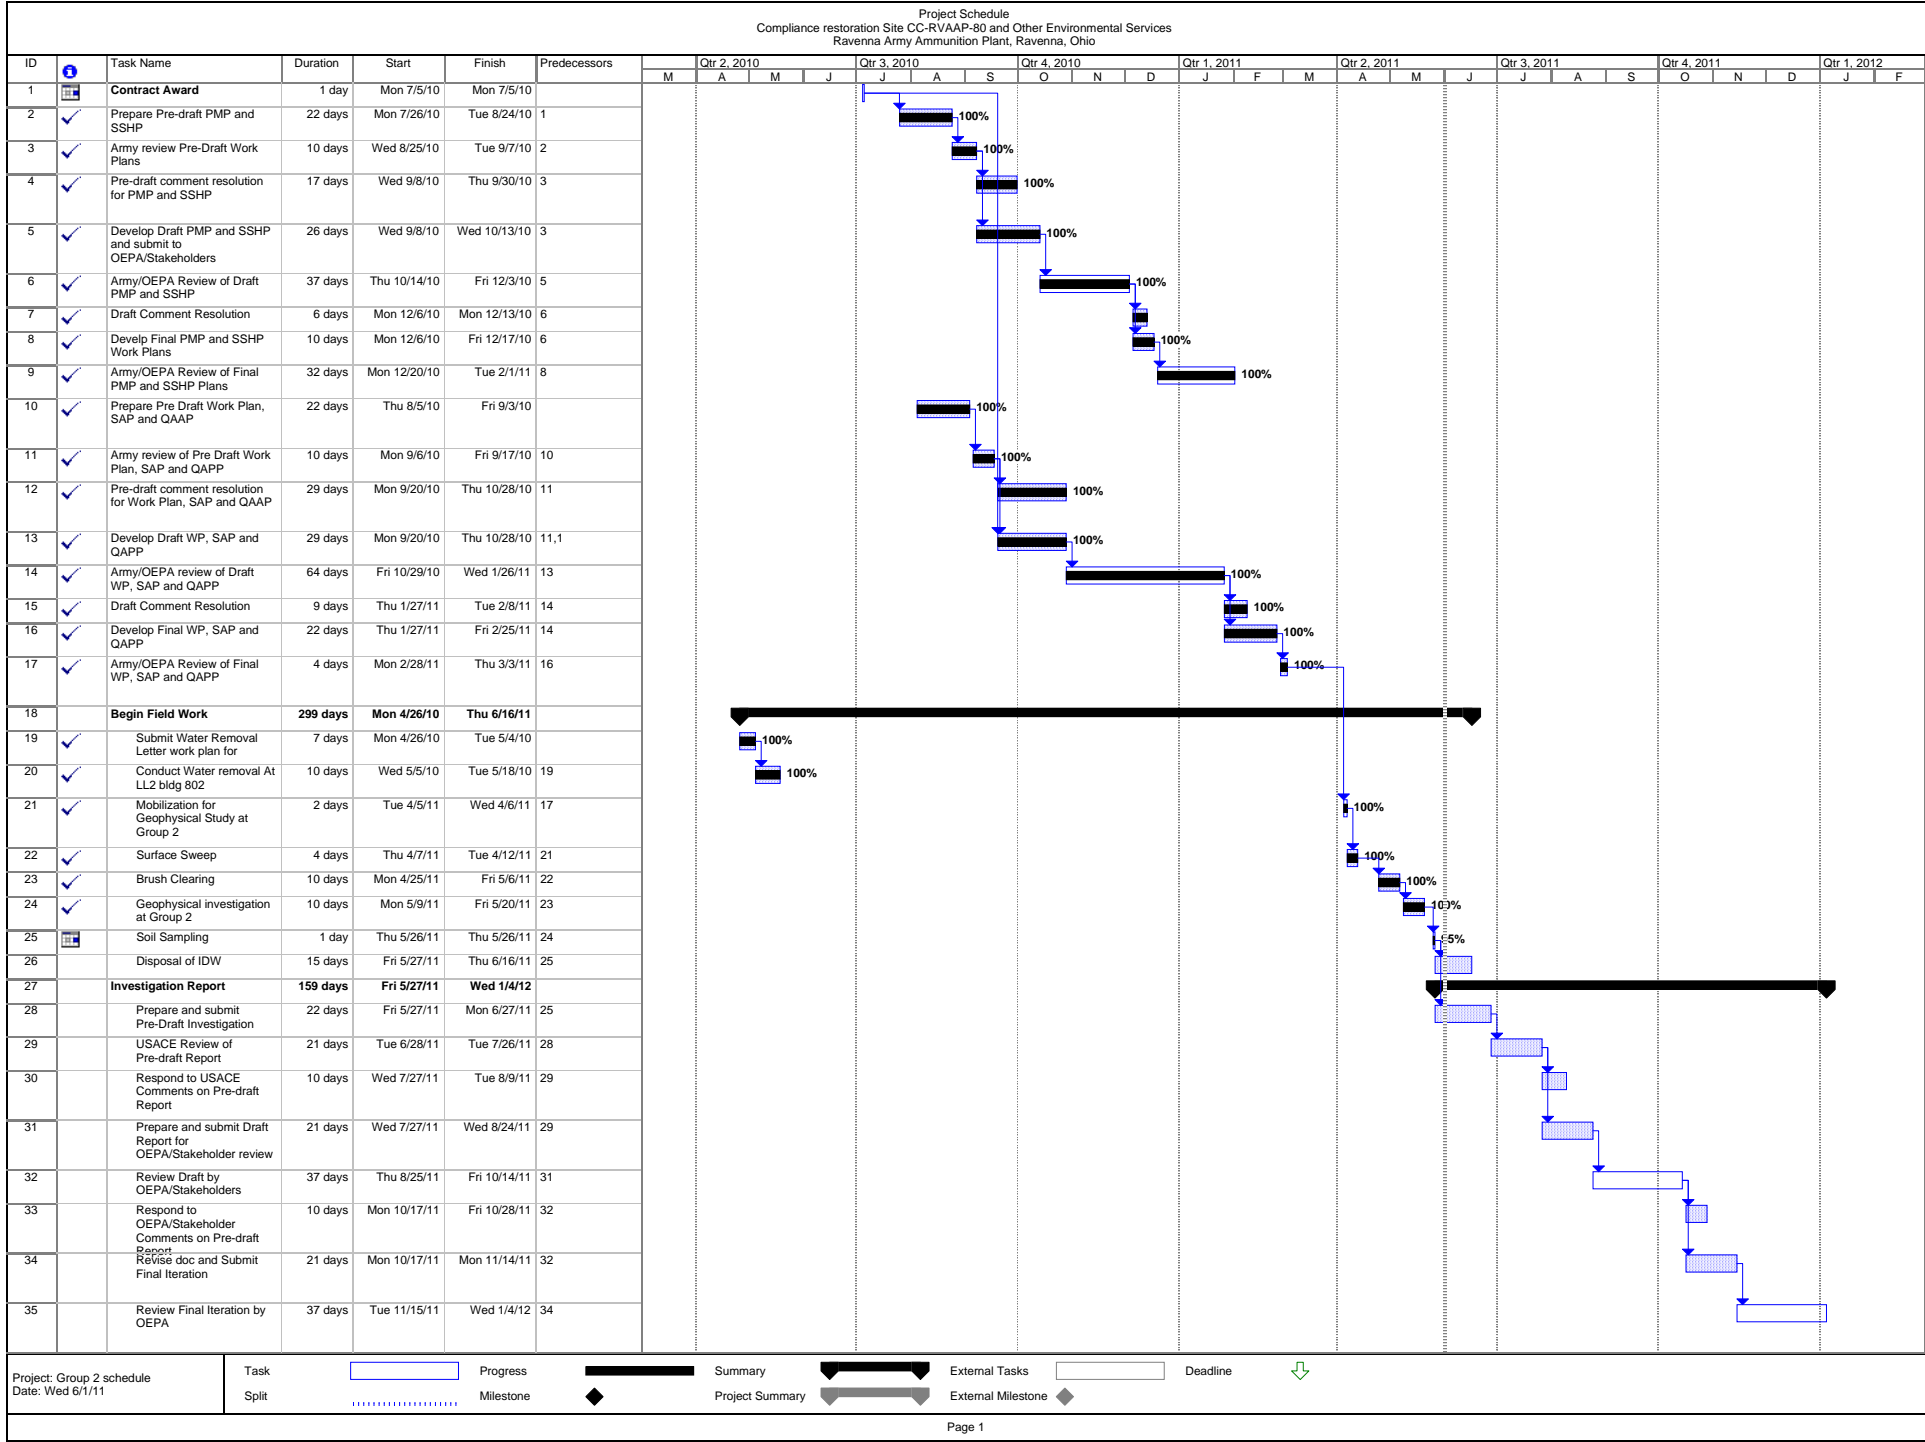 Project Schedule
Compliance restoration Site CC-RVAAP-80 and Other Environmental Services
Ravenna Army Ammunition Plant, Ravenna, Ohio
ID Task Name Duration Start Finish Predecessors
Qtr 2, 2010 Qtr 3, 2010 Qtr 4, 2010 Qtr 1, 2011 Qtr 2, 2011 Qtr 3, 2011 Qtr 4, 2011 Qtr 1, 2012
M A M J J A S O N D J F M A M J J A S O N D J F
1 Contract Award 1 day Mon 7/5/10 Mon 7/5/10
2 Prepare Pre-draft PMP and 22 days Mon 7/26/10 Tue 8/24/10 1 100%
SSHP
3 Army review Pre-Draft Work 10 days Wed 8/25/10 Tue 9/7/10 2 100%
Plans
4 Pre-draft comment resolution 17 days Wed 9/8/10 Thu 9/30/10 3 100%
for PMP and SSHP
5 Develop Draft PMP and SSHP 26 days Wed 9/8/10 Wed 10/13/10 3 100%
and submit to
OEPA/Stakeholders
6 Army/OEPA Review of Draft 37 days Thu 10/14/10 Fri 12/3/10 5 100%
PMP and SSHP
7 Draft Comment Resolution 6 days Mon 12/6/10 Mon 12/13/10 6
8 Develp Final PMP and SSHP 10 days Mon 12/6/10 Fri 12/17/10 6 100%
Work Plans
9 Army/OEPA Review of Final 32 days Mon 12/20/10 Tue 2/1/11 8 100%
PMP and SSHP Plans
10 Prepare Pre Draft Work Plan, 22 days Thu 8/5/10 Fri 9/3/10 100%
SAP and QAAP
11 Army review of Pre Draft Work 10 days Mon 9/6/10 Fri 9/17/10 10 100%
Plan, SAP and QAPP
12 Pre-draft comment resolution 29 days Mon 9/20/10 Thu 10/28/10 11 100%
for Work Plan, SAP and QAAP
13 Develop Draft WP, SAP and 29 days Mon 9/20/10 Thu 10/28/10 11,1 100%
QAPP
14 Army/OEPA review of Draft 64 days Fri 10/29/10 Wed 1/26/11 13 100%
WP, SAP and QAPP
15 Draft Comment Resolution 9 days Thu 1/27/11 Tue 2/8/11 14 100%
16 Develop Final WP, SAP and 22 days Thu 1/27/11 Fri 2/25/11 14 100%
QAPP
17 Army/OEPA Review of Final 4 days Mon 2/28/11 Thu 3/3/11 16 100%
WP, SAP and QAPP
18 Begin Field Work 299 days Mon 4/26/10 Thu 6/16/11
19 Submit Water Removal 7 days Mon 4/26/10 Tue 5/4/10 100%
Letter work plan for
20 Conduct Water removal At 10 days Wed 5/5/10 Tue 5/18/10 19 100%
LL2 bldg 802
21 Mobilization for 2 days Tue 4/5/11 Wed 4/6/11 17 100%
Geophysical Study at
Group 2
22 Surface Sweep 4 days Thu 4/7/11 Tue 4/12/11 21 100%
23 Brush Clearing 10 days Mon 4/25/11 Fri 5/6/11 22 100%
24 Geophysical investigation 10 days Mon 5/9/11 Fri 5/20/11 23 100%
at Group 2
25 Soil Sampling 1 day Thu 5/26/11 Thu 5/26/11 24
26 Disposal of IDW 15 days Fri 5/27/11 Thu 6/16/11 25
27 Investigation Report 159 days Fri 5/27/11 Wed 1/4/12
28 Prepare and submit 22 days Fri 5/27/11 Mon 6/27/11 25
Pre-Draft Investigation
29 USACE Review of 21 days Tue 6/28/11 Tue 7/26/11 28
Pre-draft Report
30 Respond to USACE 10 days Wed 7/27/11 Tue 8/9/11 29
Comments on Pre-draft
Report
31 Prepare and submit Draft 21 days Wed 7/27/11 Wed 8/24/11 29
Report for
OEPA/Stakeholder review
32 Review Draft by 37 days Thu 8/25/11 Fri 10/14/11 31
OEPA/Stakeholders
33 Respond to 10 days Mon 10/17/11 Fri 10/28/11 32
OEPA/Stakeholder
Comments on Pre-draft
Report
34 Revise doc and Submit 21 days Mon 10/17/11 Mon 11/14/11 32
Final Iteration
35 Review Final Iteration by 37 days Tue 11/15/11 Wed 1/4/12 34
OEPA
Project: Group 2 schedule
Date: Wed 6/1/11
Task Progress Summary External Tasks Deadline
Split Milestone Project Summary External Milestone
Page 1